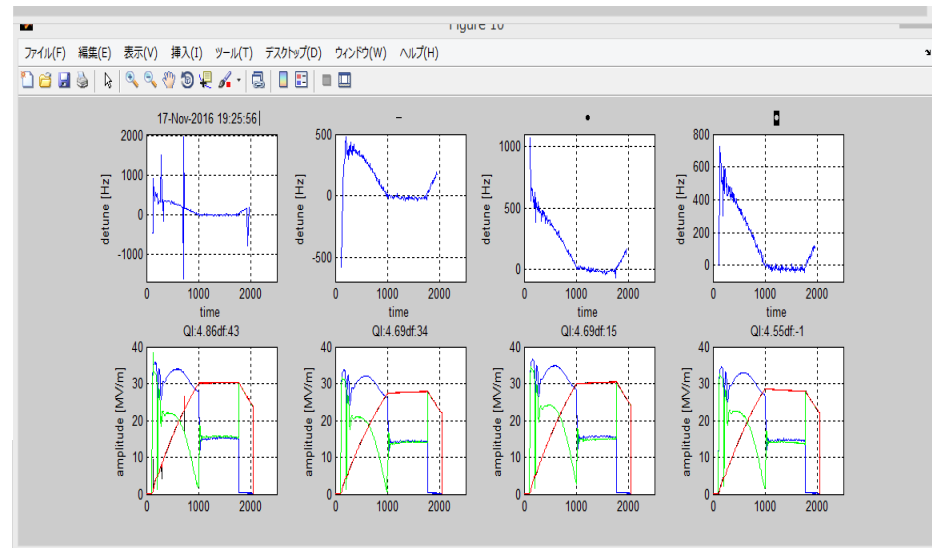 Figure 10
ファイル(F) 編集(E) 表示(V) 挿入(I) ツール(T) デスクトップ(D) ウィンドウ(W) ヘルプ(H)
17-Nov-2016 19:25:56
2000
1000
0
-1000
detune [Hz]
0 1000 2000
time
500
0
-500
detune [Hz]
0 1000 2000
time
1000
500
0
detune [Hz]
0 1000 2000
time
800
600
400
200
0
detune [Hz]
0 1000 2000
time
Ql:4.86df:43
40
30
20
10
0
amplitude [MV/m]
0 1000 2000
Ql:4.69df:34
40
30
20
10
0
amplitude [MV/m]
0 1000 2000
Ql:4.69df:15
40
30
20
10
0
amplitude [MV/m]
0 1000 2000
Ql:4.55df:-1
40
30
20
10
0
amplitude [MV/m]
0 1000 2000